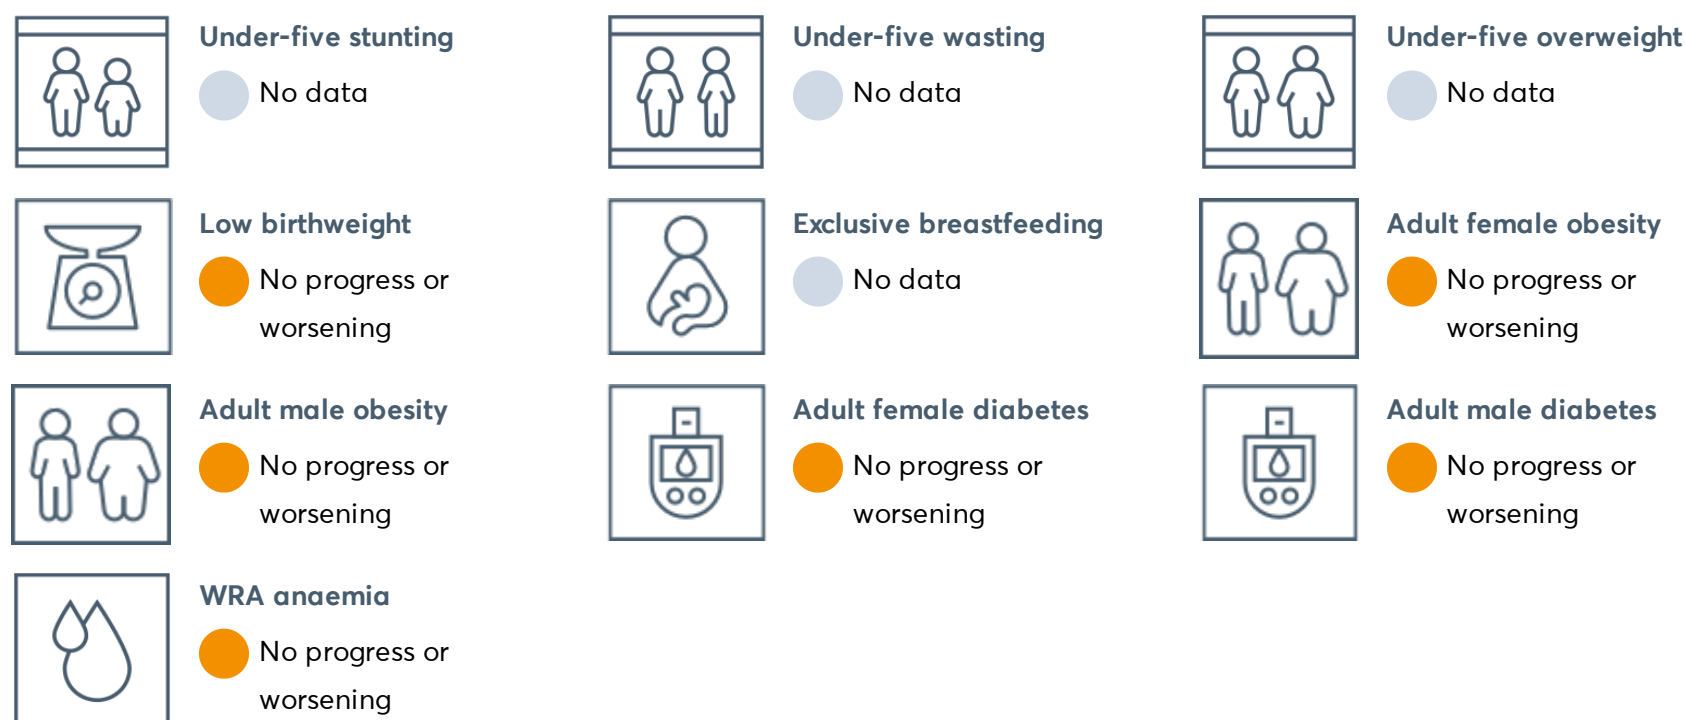 Under-five stunting
No data
Under-five wasting
No data
Under-five overweight
No data
Low birthweight
No progress or
worsening
Exclusive breastfeeding
No data
Adult female obesity
No progress or
worsening
Adult male obesity
No progress or
worsening
Adult female diabetes
No progress or
worsening
Adult male diabetes
No progress or
worsening
WRA anaemia
No progress or
worsening